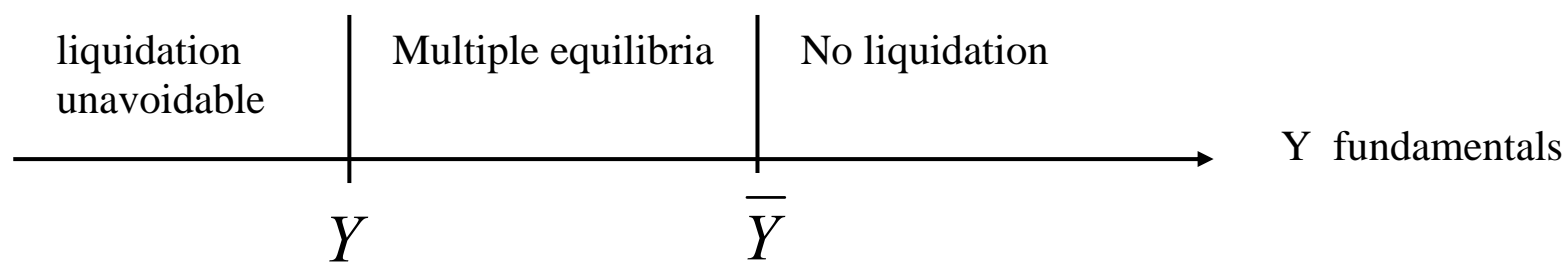 liquidation
unavoidable
Multiple equilibria
No liquidation
Y fundamentals
Y
Y̅